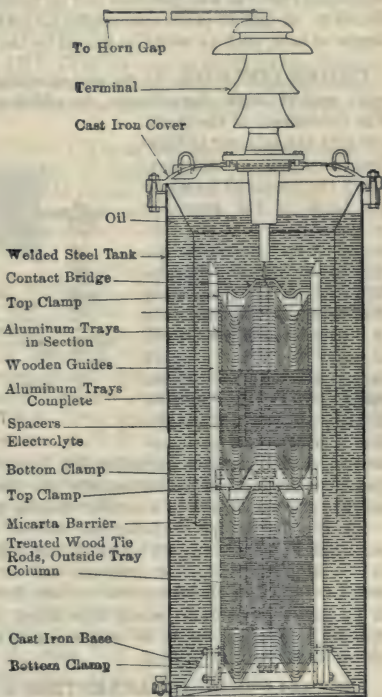 To Horn Gap
Terminal
Cast Iron Cover
Oil
Welded Steel Tank
Contact Bridge
Top Clamp
Aluminum Trays
in Section
Wooden Guides
Aluminum Trays
Complete
Spacers
Electrolyte
Bottom Clamp
Top Clamp
Micarta Barrier
Treated Wood Tie
Rods, Outside Tray
Column
Cast Iron Base
Bottom Clamp